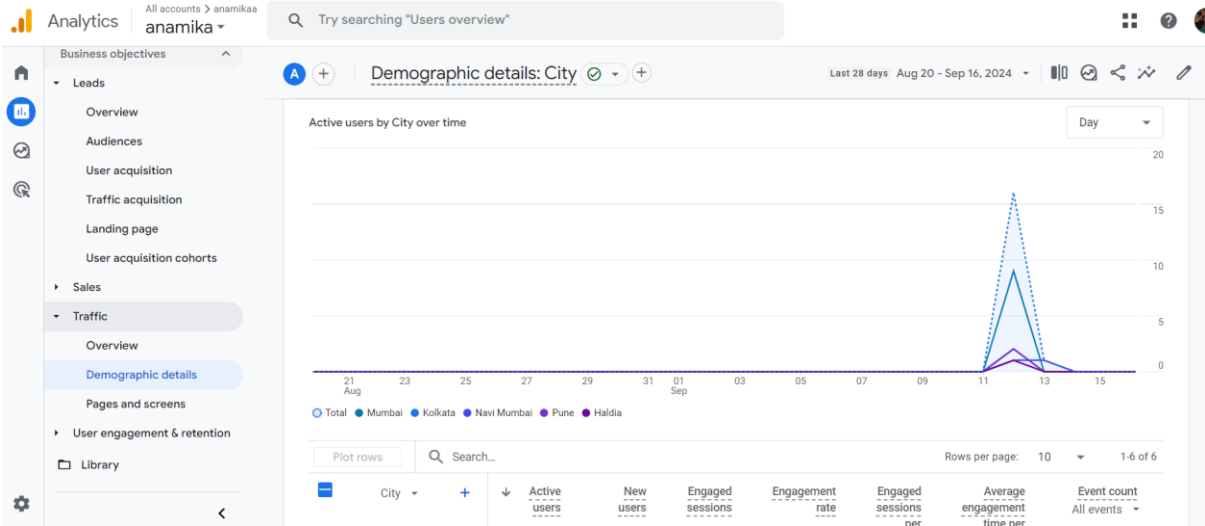 Analytics
All accounts > anamikaa
anamika
Try searching "Users overview"
Business objectives
Leads
Overview
Audiences
User acquisition
Traffic acquisition
Landing page
User acquisition cohorts
Sales
Traffic
Overview
Demographic details
Pages and screens
User engagement & retention
Library
A
Demographic details: City
Last 28 days Aug 20 - Sep 16, 2024
Active users by City over time
Day
20
15
10
5
0
21 23 25 27 29 31 01 03 05 07 09 11 13 15
Aug Sep
Total Mumbai Kolkata Navi Mumbai Pune Haldia
Plot rows
Search...
Rows per page: 10
1-6 of 6
City
Active users
New users
Engaged sessions
Engagement rate
Engaged sessions per
Average engagement time per
Event count
All events